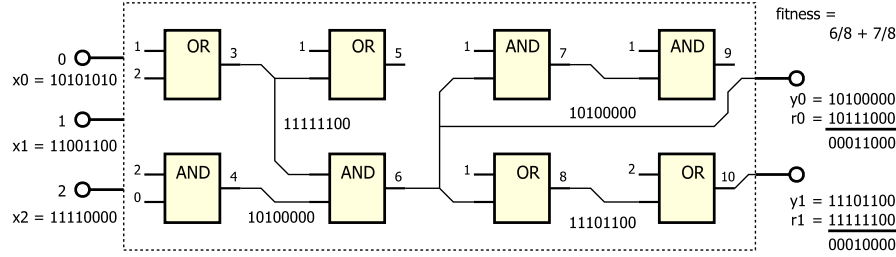 fitness =
6/8 + 7/8
0
x0 = 10101010
1
x1 = 11001100
2
x2 = 11110000
1
2
OR
3
1
OR
5
1
AND
7
1
AND
9
11111100
10100000
2
0
AND
4
10100000
AND
6
1
OR
8
11101100
2
OR
10
y0 = 10100000
r0 = 10111000
00011000
y1 = 11101100
r1 = 11111100
00010000